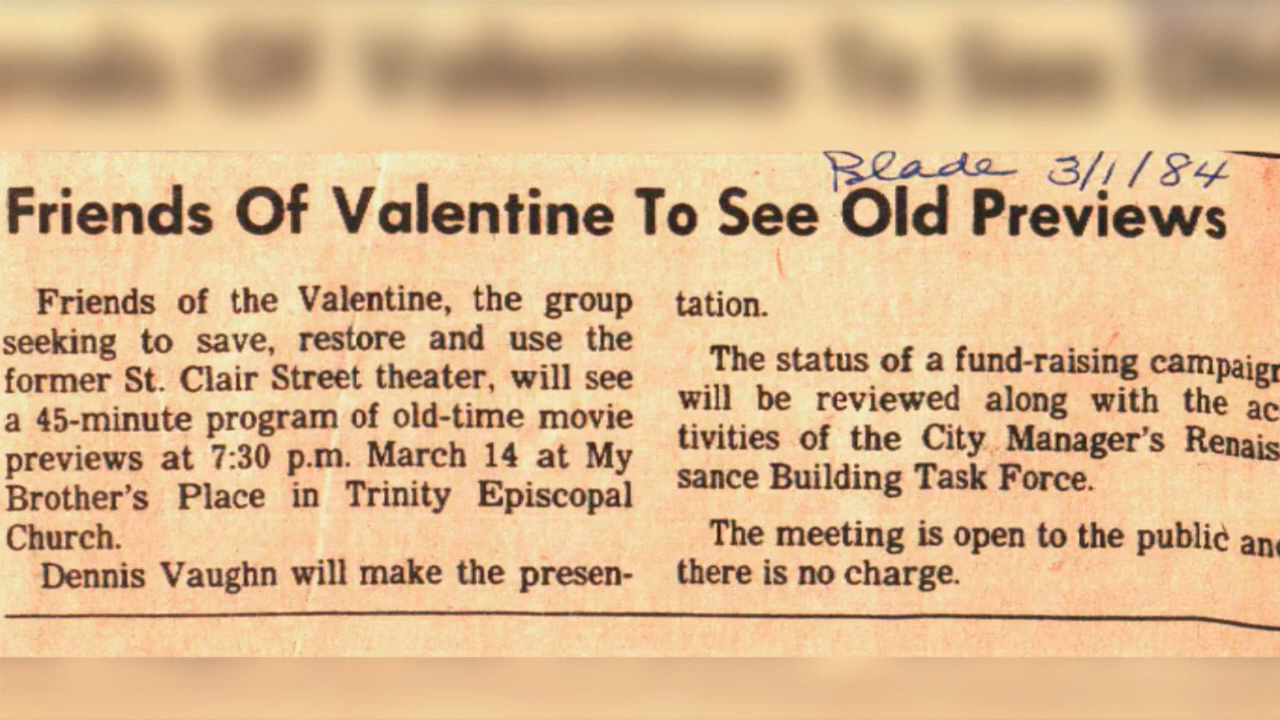 Blade 3/1/84
Friends Of Valentine To See Old Previews
Friends of the Valentine, the group
seeking to save, restore and use the
former St. Clair Street theater, will see
a 45-minute program of old-time movie
previews at 7:30 p.m. March 14 at My
Brother's Place in Trinity Episcopal
Church.
Dennis Vaughn will make the presen-
tation.
The status of a fund-raising campaign
will be reviewed along with the ac
tivities of the City Manager's Renais
sance Building Task Force.
The meeting is open to the public and
there is no charge.